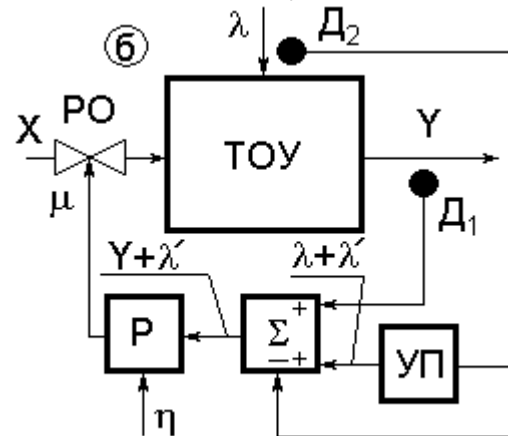 λ Д₂
б
РО
X ТОУ Y
μ Д₁
Y+λ′ λ+λ′
Р Σ + −+ УП
η